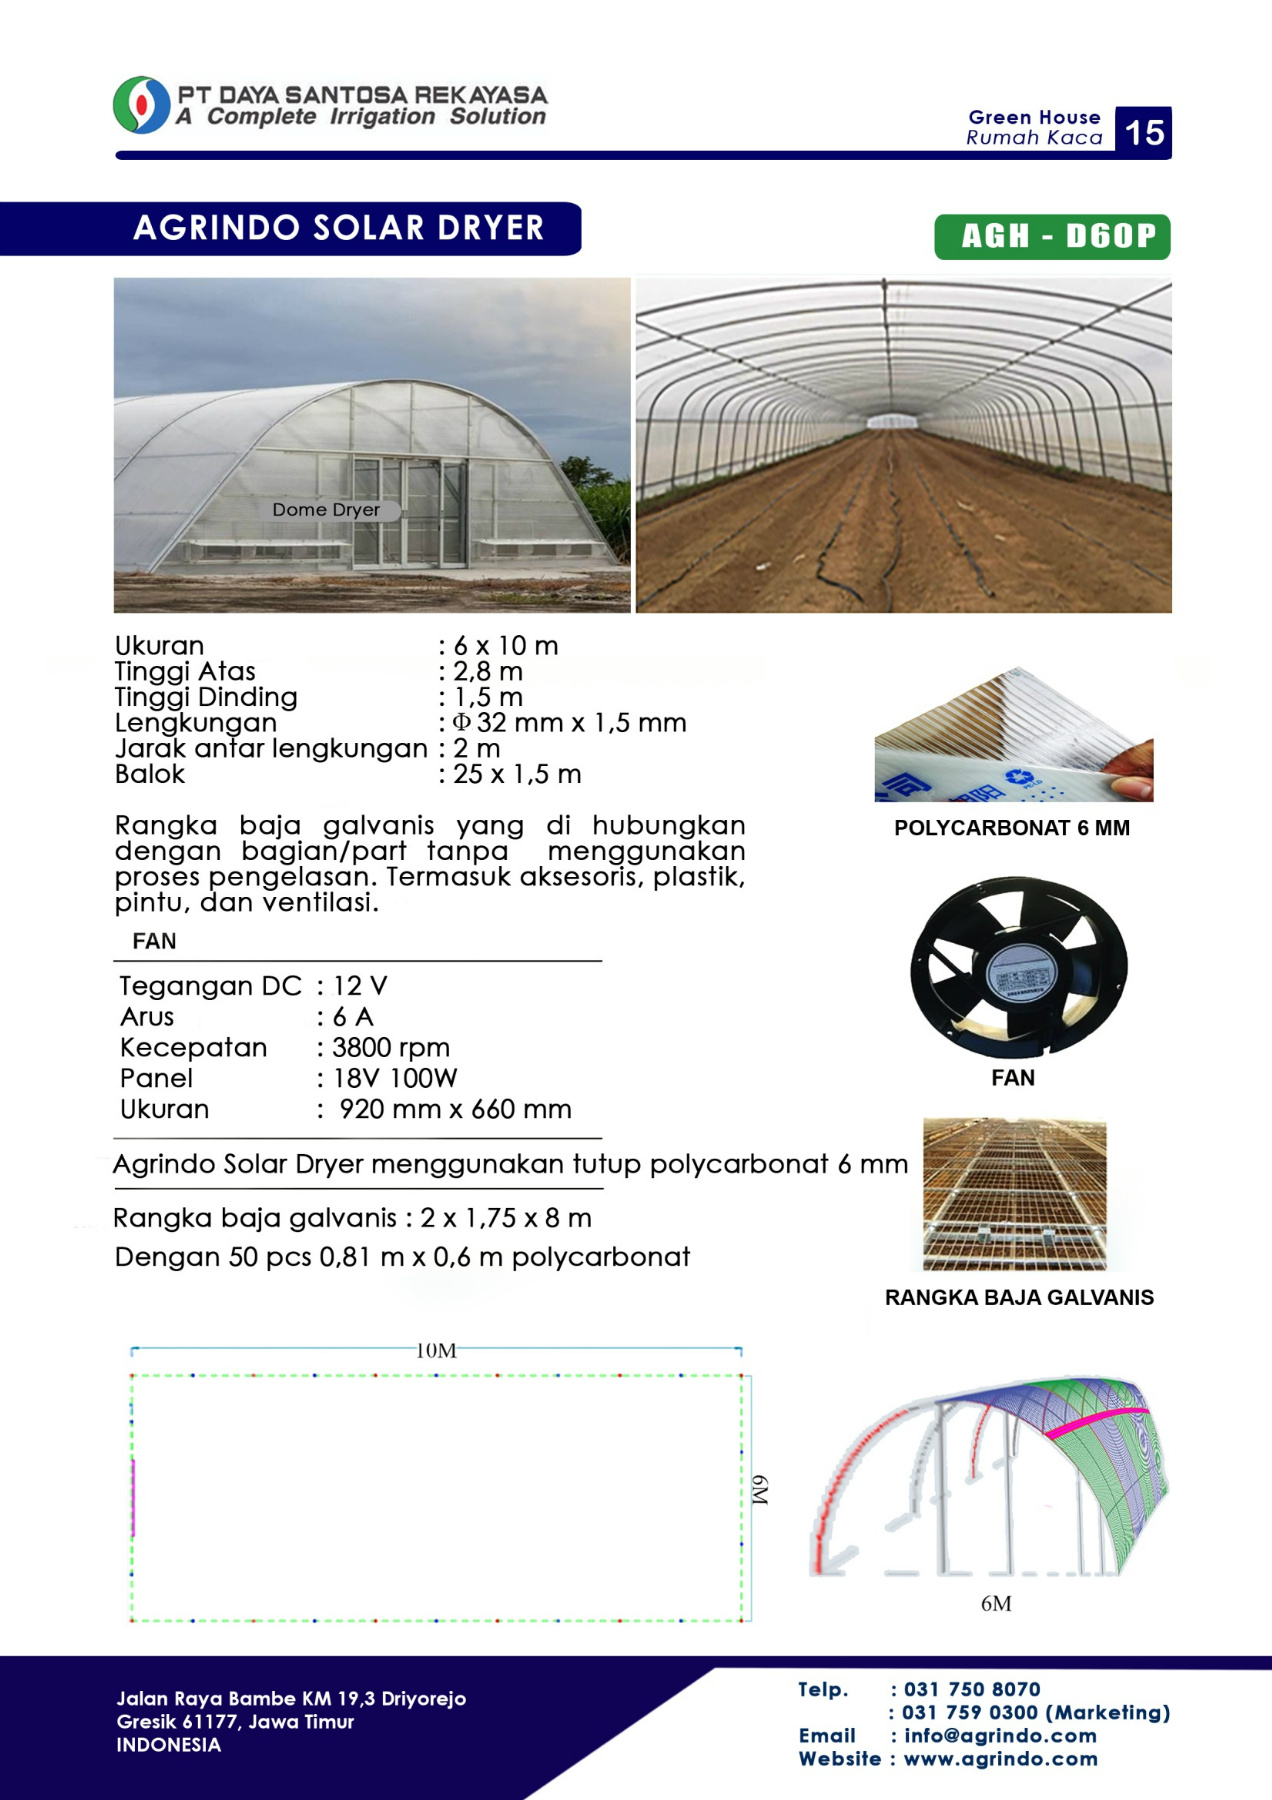 PT DAYA SANTOSA REKAYASA
A Complete Irrigation Solution
Green House
Rumah Kaca
15
AGRINDO SOLAR DRYER
AGH - D60P
Dome Dryer
Ukuran : 6 x 10 m
Tinggi Atas : 2,8 m
Tinggi Dinding : 1,5 m
Lengkungan : Φ 32 mm x 1,5 mm
Jarak antar lengkungan : 2 m
Balok : 25 x 1,5 m
POLYCARBONAT 6 MM
Rangka baja galvanis yang di hubungkan
dengan bagian/part tanpa menggunakan
proses pengelasan. Termasuk aksesoris, plastik,
pintu, dan ventilasi.
FAN
Tegangan DC : 12 V
Arus : 6 A
Kecepatan : 3800 rpm
Panel : 18V 100W
Ukuran : 920 mm x 660 mm
FAN
Agrindo Solar Dryer menggunakan tutup polycarbonat 6 mm
Rangka baja galvanis : 2 x 1,75 x 8 m
Dengan 50 pcs 0,81 m x 0,6 m polycarbonat
RANGKA BAJA GALVANIS
10M
6M
6M
Jalan Raya Bambe KM 19,3 Driyorejo
Gresik 61177, Jawa Timur
INDONESIA
Telp. : 031 750 8070
: 031 759 0300 (Marketing)
Email : info@agrindo.com
Website : www.agrindo.com